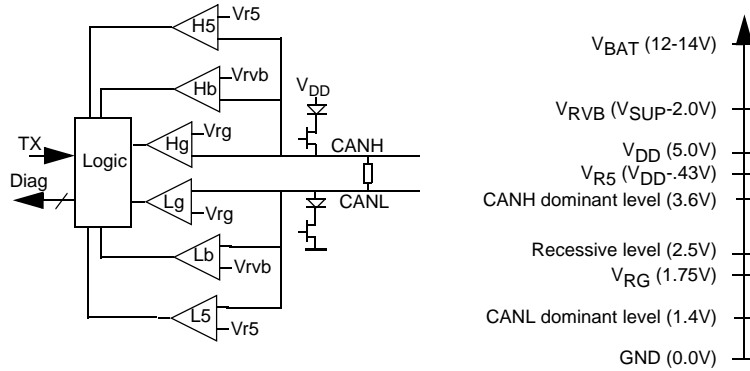 H5
Vr5
Hb
Vrvb
VDD
TX
Logic
Hg
Vrg
CANH
Diag
Lg
Vrg
CANL
Lb
Vrvb
L5
Vr5
VBAT (12-14V)
VRVB (VSUP-2.0V)
VDD (5.0V)
VR5 (VDD-.43V)
CANH dominant level (3.6V)
Recessive level (2.5V)
VRG (1.75V)
CANL dominant level (1.4V)
GND (0.0V)